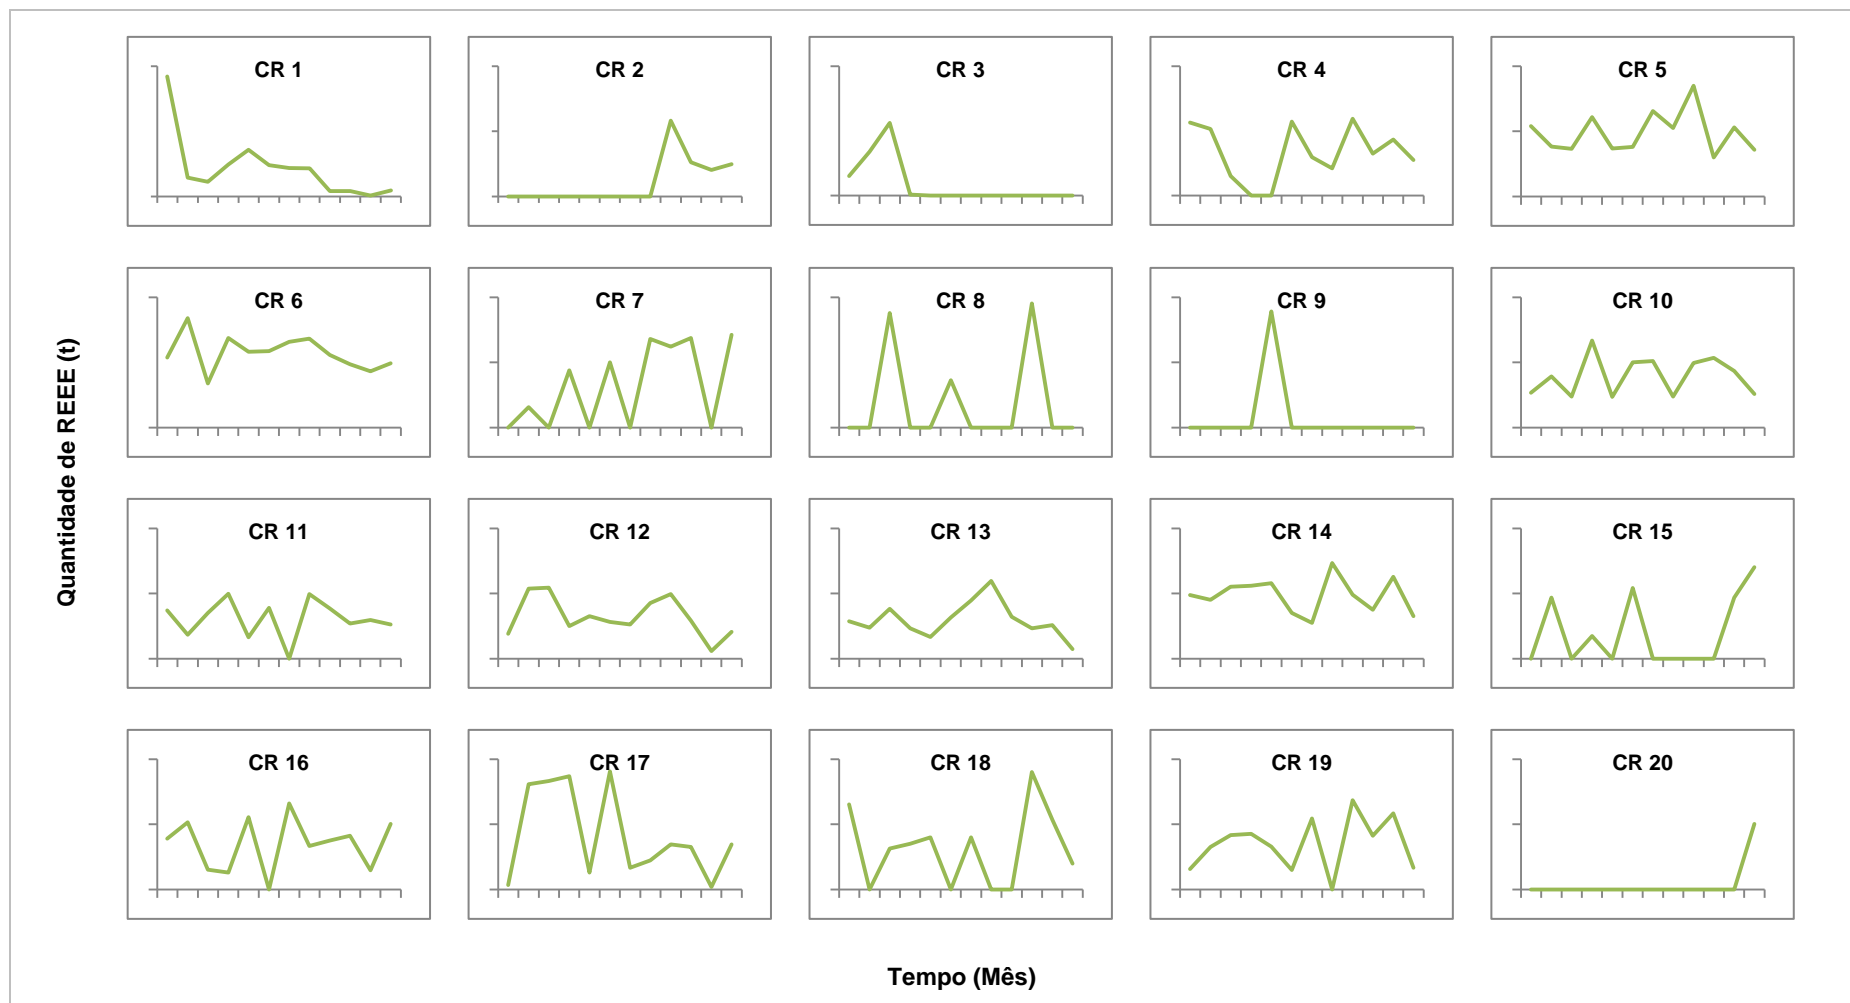 CR 1
CR 2
CR 3
CR 4
CR 5
CR 6
CR 7
CR 8
CR 9
CR 10
CR 11
CR 12
CR 13
CR 14
CR 15
CR 16
CR 17
CR 18
CR 19
CR 20
Quantidade de REEE (t)
Tempo (Mês)